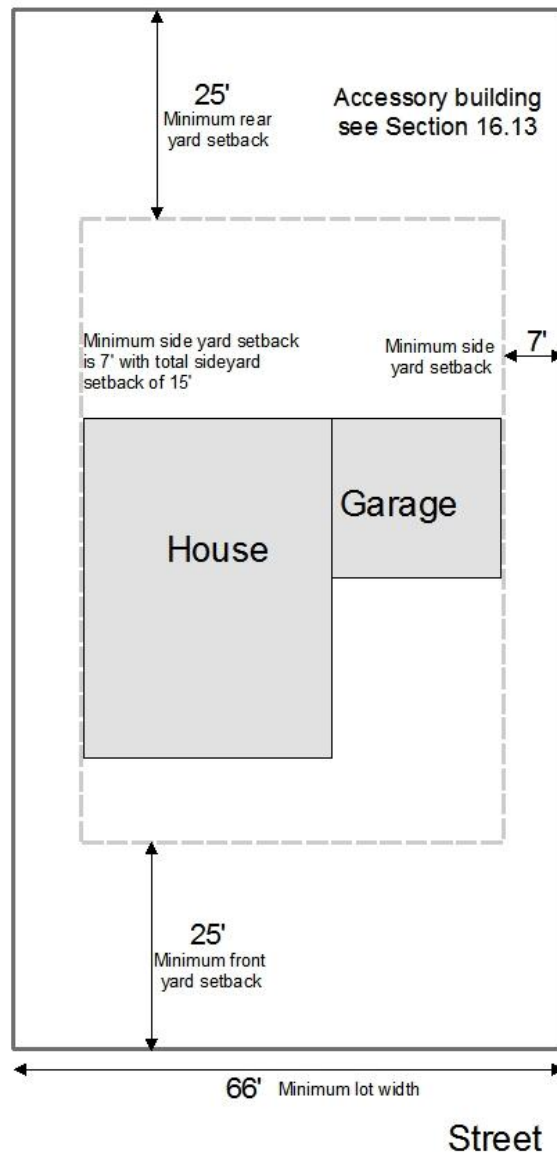 25'
Minimum rear
yard setback
Accessory building
see Section 16.13
Minimum side yard setback
is 7' with total sideyard
setback of 15'
Minimum side
yard setback
7'
House
Garage
25'
Minimum front
yard setback
66' Minimum lot width
Street